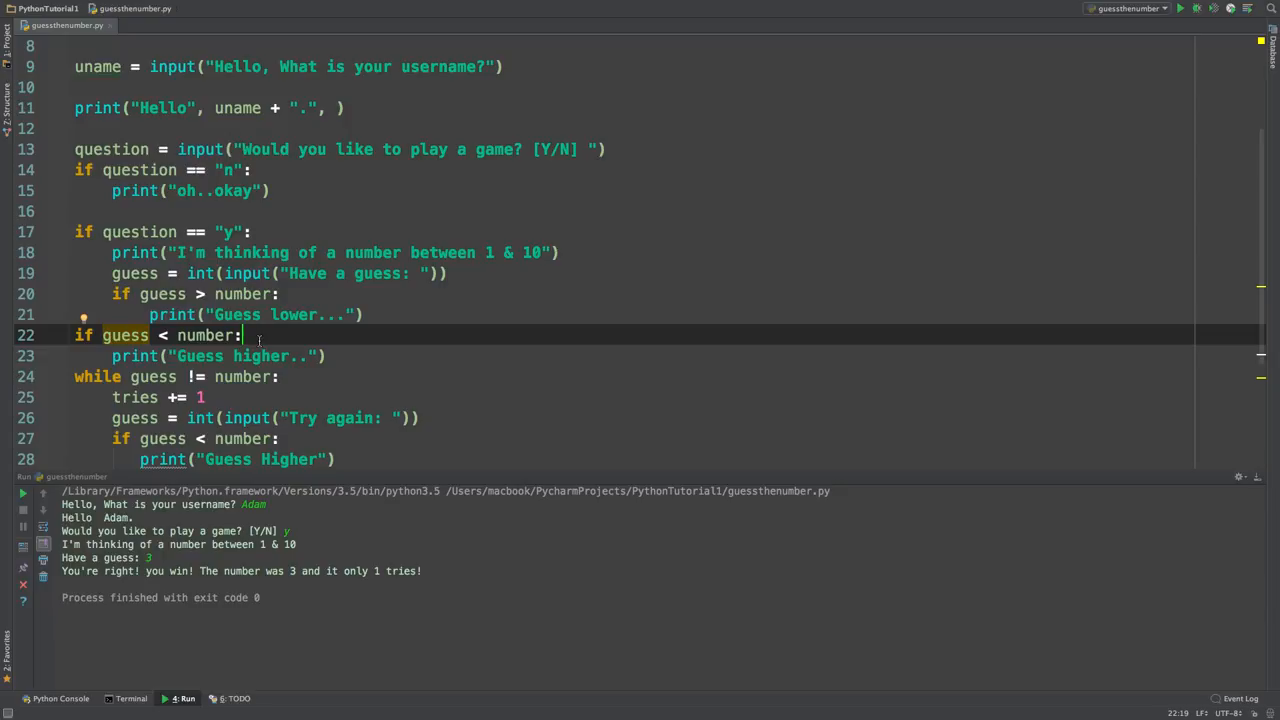 PythonTutorial1 guessthenumber.py guessthenumber
guessthenumber.py
1: Project
7: Structure
2: Favorites
Database
8
9 uname = input("Hello, What is your username?")
10
11 print("Hello", uname + ".", )
12
13 question = input("Would you like to play a game? [Y/N] ")
14 if question == "n":
15 print("oh..okay")
16
17 if question == "y":
18 print("I'm thinking of a number between 1 & 10")
19 guess = int(input("Have a guess: "))
20 if guess > number:
21 print("Guess lower...")
22 if guess < number:
23 print("Guess higher..")
24 while guess != number:
25 tries += 1
26 guess = int(input("Try again: "))
27 if guess < number:
28 print("Guess Higher")
Run guessthenumber
/Library/Frameworks/Python.framework/Versions/3.5/bin/python3.5 /Users/macbook/PycharmProjects/PythonTutorial1/guessthenumber.py
Hello, What is your username? Adam
Hello  Adam.
Would you like to play a game? [Y/N] y
I'm thinking of a number between 1 & 10
Have a guess: 3
You're right! you win! The number was 3 and it only 1 tries!
Process finished with exit code 0
Python Console Terminal 4: Run 6: TODO Event Log
22:19 LF÷ UTF-8÷